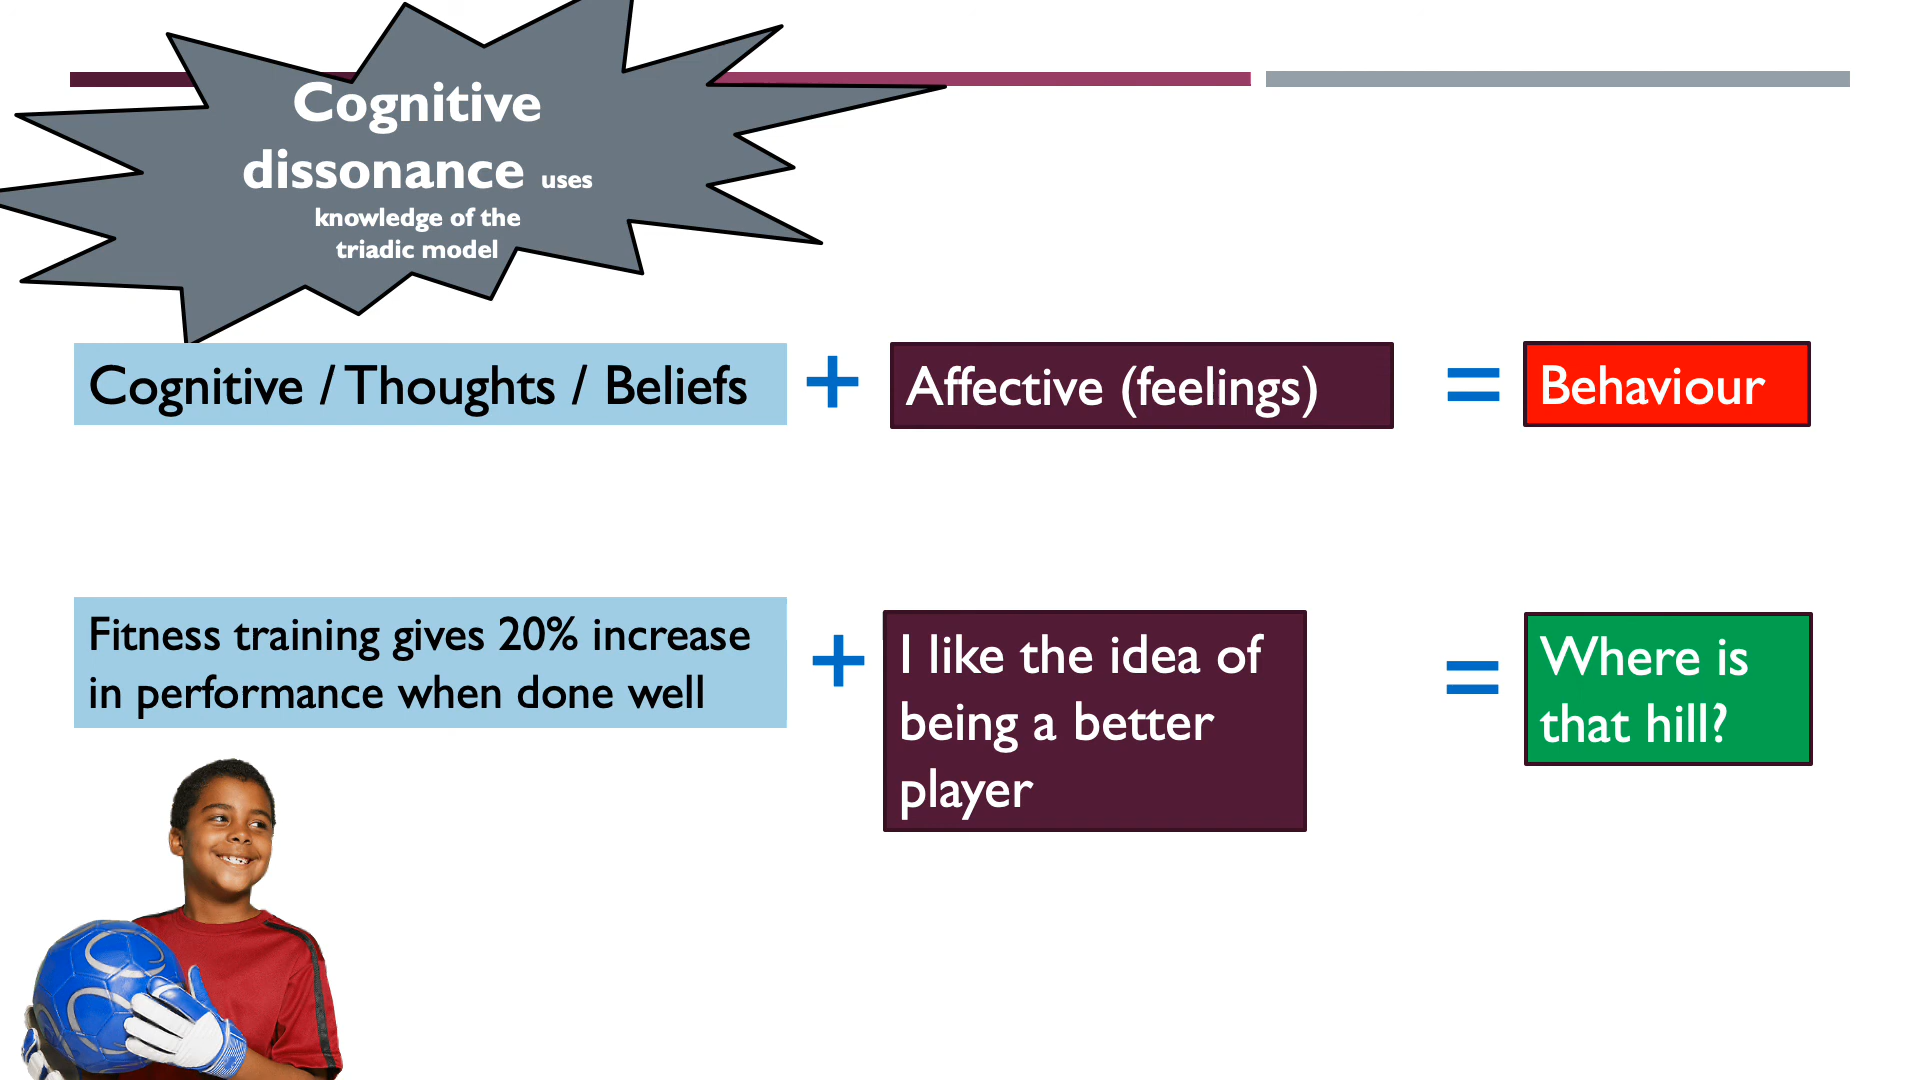 Cognitive
dissonance uses
knowledge of the
triadic model
Cognitive / Thoughts / Beliefs + Affective (feelings) = Behaviour
Fitness training gives 20% increase
in performance when done well
+
I like the idea of
being a better
player
=
Where is
that hill?